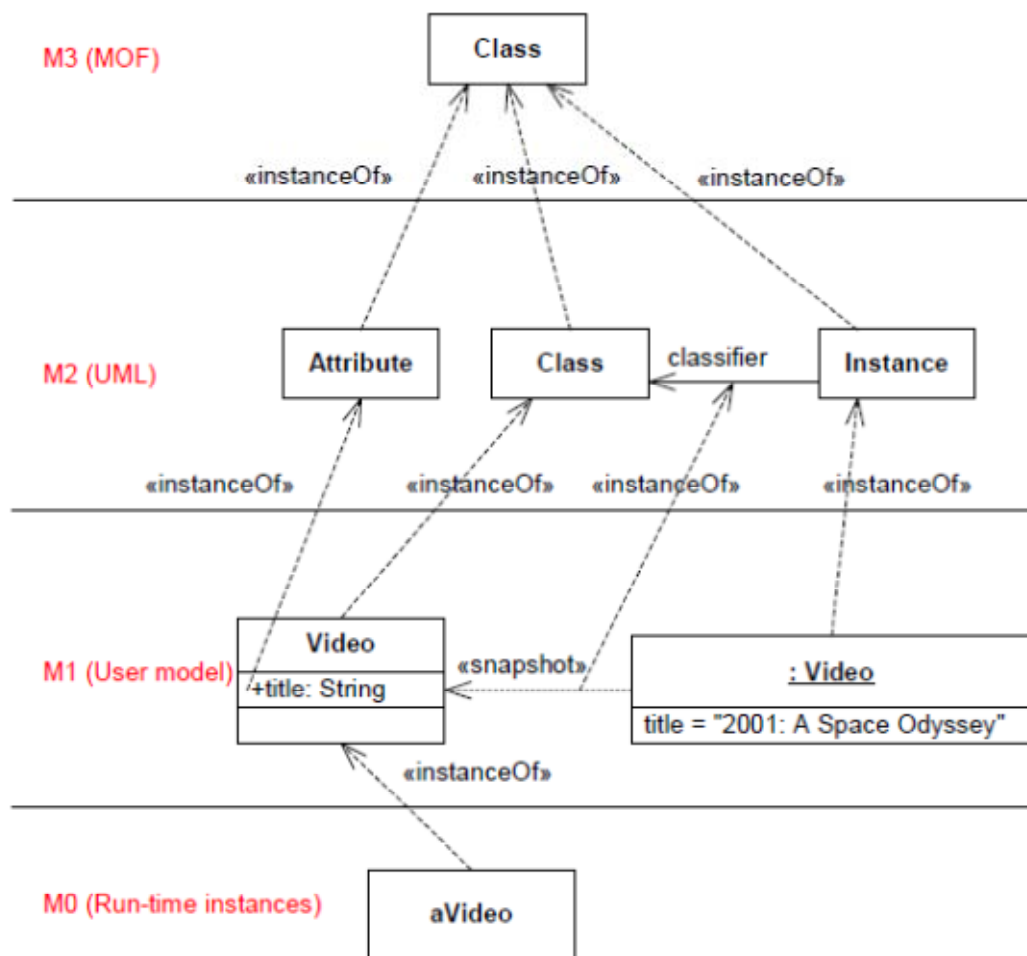 M3 (MOF)
Class
«instanceOf» «instanceOf» «instanceOf»
M2 (UML)
Attribute
Class
classifier
Instance
«instanceOf» «instanceOf» «instanceOf» «instanceOf»
M1 (User model)
Video
+title: String
«snapshot»
: Video
title = "2001: A Space Odyssey"
«instanceOf»
M0 (Run-time instances)
aVideo